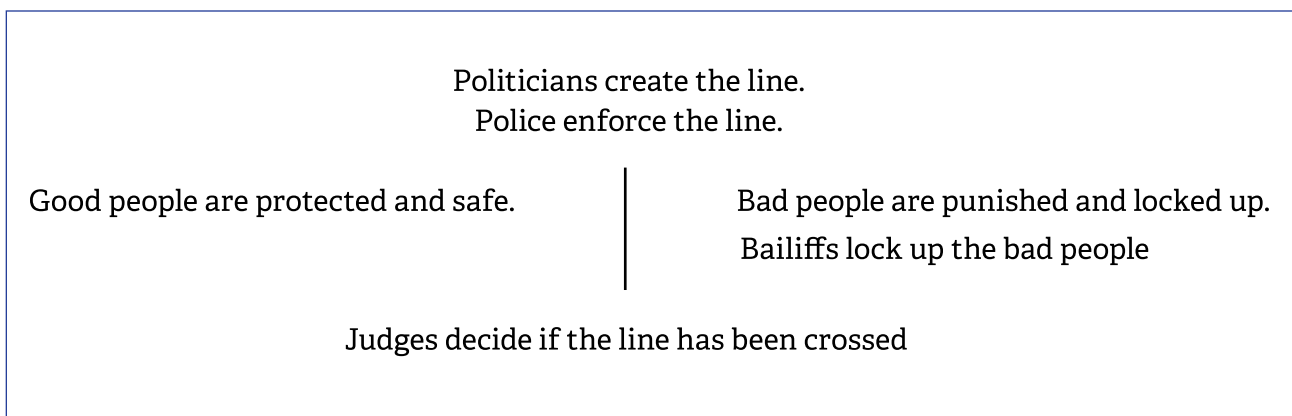 Politicians create the line.
Police enforce the line.
Good people are protected and safe.
Bad people are punished and locked up.
Bailiffs lock up the bad people
Judges decide if the line has been crossed